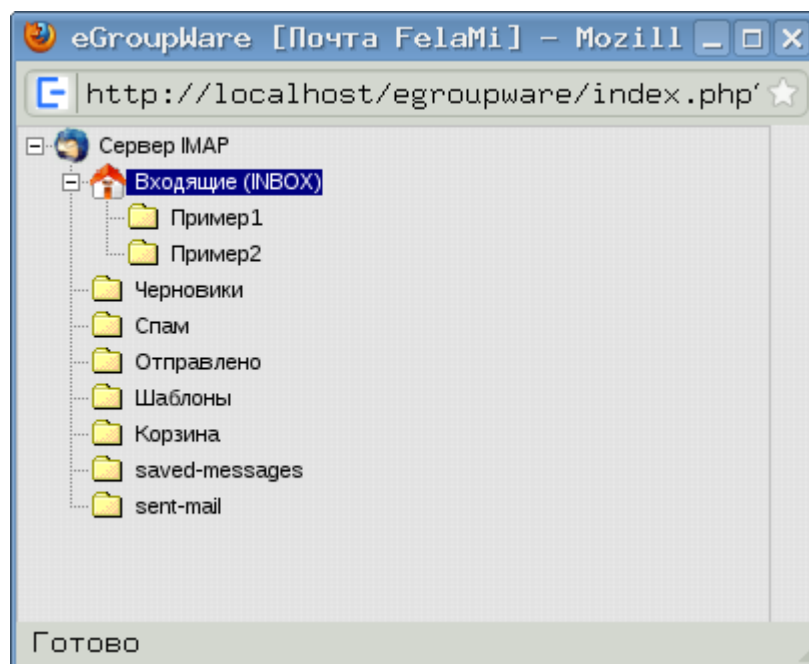 eGroupWare [Почта FelaMi] - Mozill
http://localhost/egroupware/index.php?
Сервер IMAP
Входящие (INBOX)
Пример1
Пример2
Черновики
Спам
Отправлено
Шаблоны
Корзина
saved-messages
sent-mail
Готово